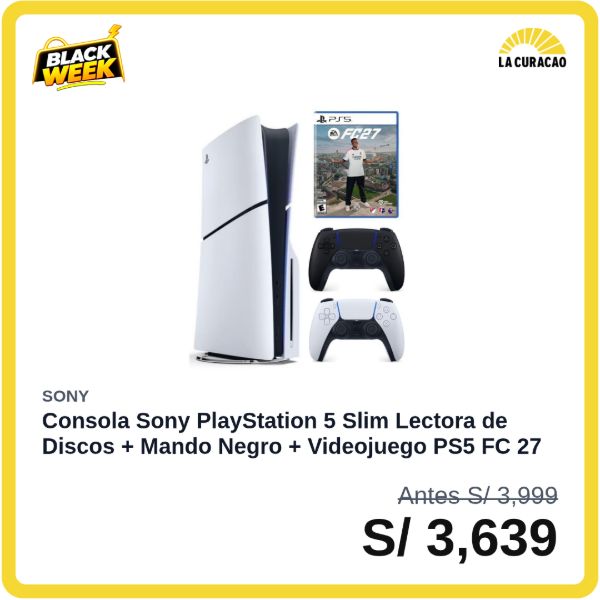 BLACK
WEEK
LA CURACAO
PS5
EA FC27
SONY
Consola Sony PlayStation 5 Slim Lectora de
Discos + Mando Negro + Videojuego PS5 FC 27
Antes S/ 3,999
S/ 3,639